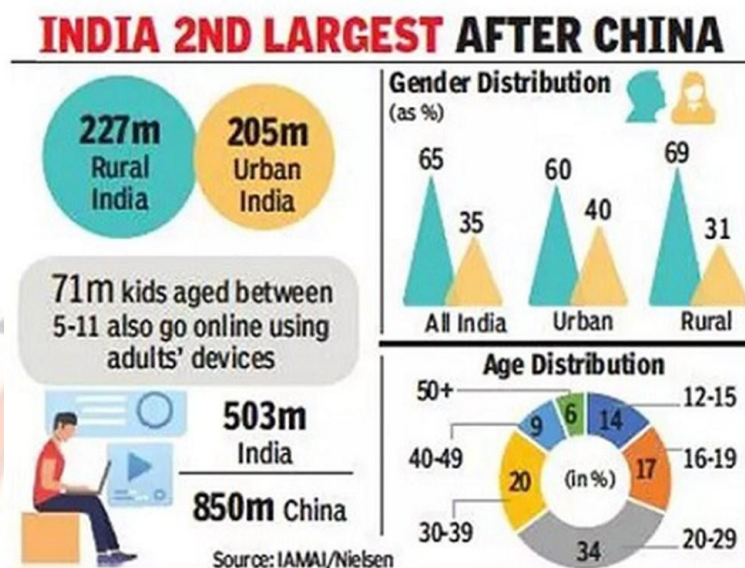 INDIA 2ND LARGEST AFTER CHINA
227m
Rural
India
205m
Urban
India
71m kids aged between
5-11 also go online using
adults' devices
503m
India
850m China
Source: IAMAI/Nielsen
Gender Distribution
(as %)
65
35
All India
60
40
Urban
69
31
Rural
Age Distribution
50+
6
14
12-15
9
40-49
17
16-19
20
(in %)
30-39
34
20-29